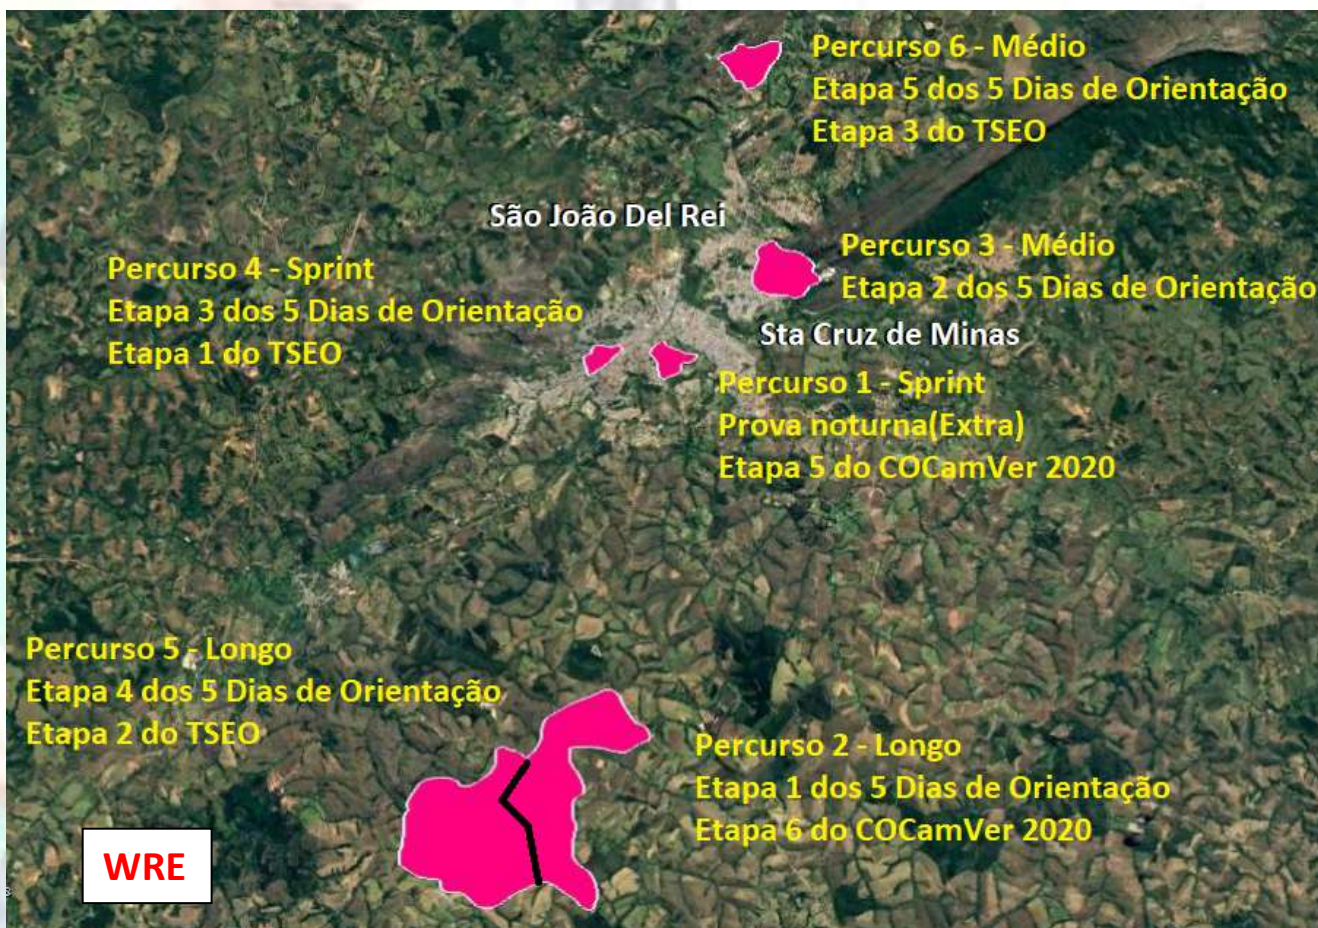 Percurso 6 - Médio
Etapa 5 dos 5 Dias de Orientação
Etapa 3 do TSEO
São João Del Rei
Percurso 3 - Médio
Etapa 2 dos 5 Dias de Orientação
Percurso 4 - Sprint
Etapa 3 dos 5 Dias de Orientação
Etapa 1 do TSEO
Sta Cruz de Minas
Percurso 1 - Sprint
Prova noturna(Extra)
Etapa 5 do COCamVer 2020
Percurso 5 - Longo
Etapa 4 dos 5 Dias de Orientação
Etapa 2 do TSEO
Percurso 2 - Longo
Etapa 1 dos 5 Dias de Orientação
Etapa 6 do COCamVer 2020
WRE